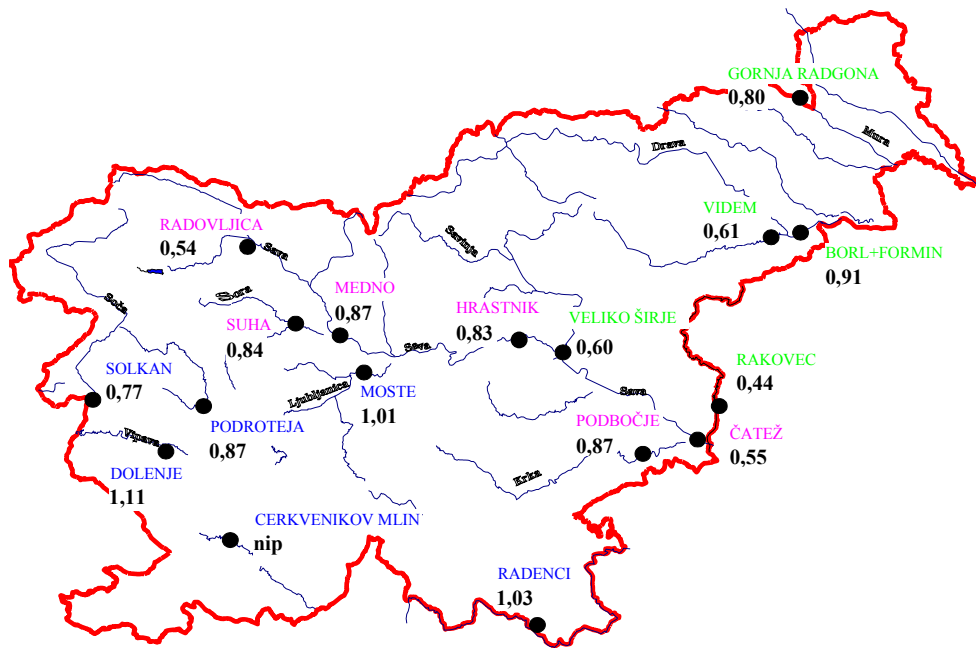 GORNJA RADGONA
0,80
Mura
Drava
VIDEM
0,61
BORL+FORMIN
0,91
RADOVLJICA
0,54
Sava
Savinja
Sora
MEDNO
0,87
SUHA
0,84
Soča
HRASTNIK
0,83
VELIKO ŠIRJE
0,60
Sava
SOLKAN
0,77
Ljubljanica
MOSTE
1,01
RAKOVEC
0,44
Sava
PODROTEJA
0,87
PODBOČJE
0,87
ČATEŽ
0,55
Vipava
DOLENJE
1,11
Krka
CERKVENIKOV MLIN
nip
RADENCI
1,03